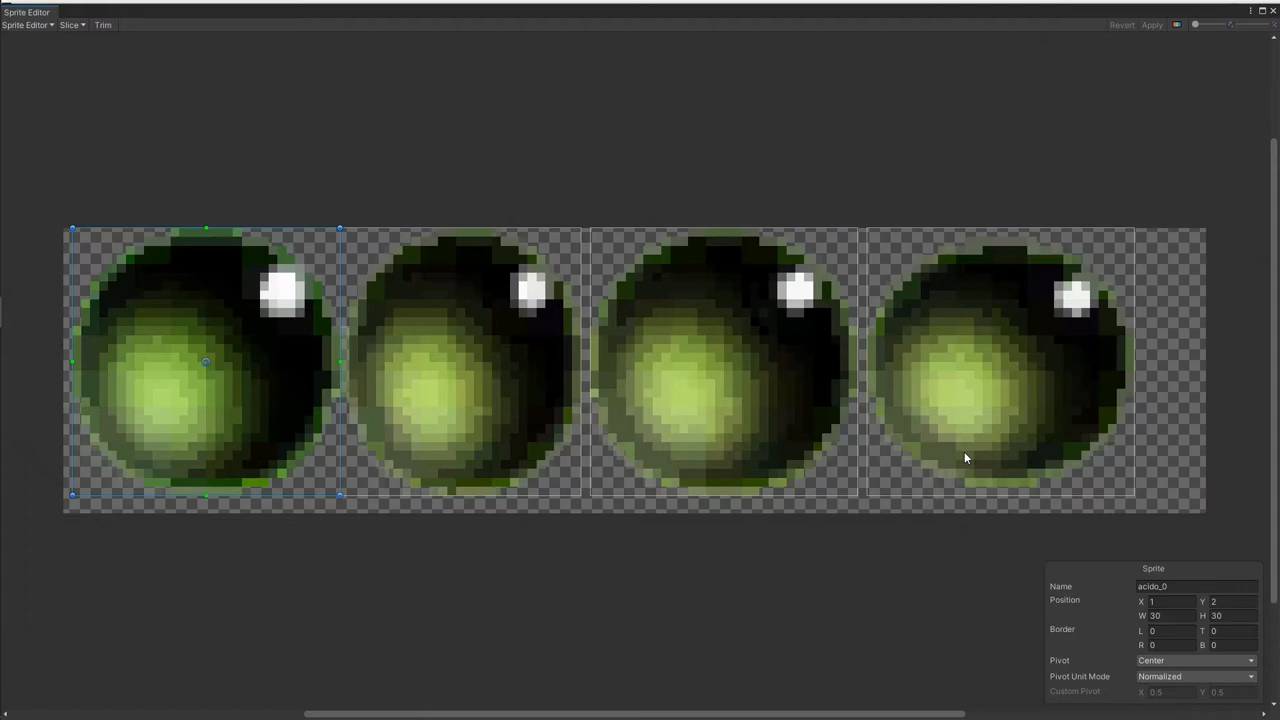 Sprite Editor
Sprite Editor Slice Trim Revert Apply
Sprite
Name acido_0
Position X 1 Y 2
W 30 H 30
Border L 0 T 0
R 0 B 0
Pivot Center
Pivot Unit Mode Normalized
Custom Pivot X 0.5 Y 0.5